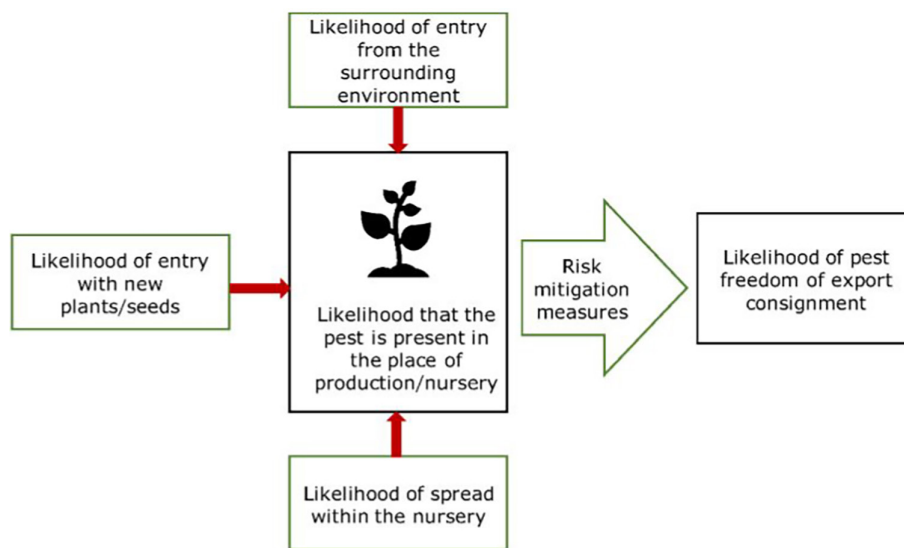 Likelihood of entry
from the
surrounding
environment
Likelihood of entry
with new
plants/seeds
Likelihood that the
pest is present in
the place of
production/nursery
Risk
mitigation
measures
Likelihood of pest
freedom of export
consignment
Likelihood of spread
within the nursery